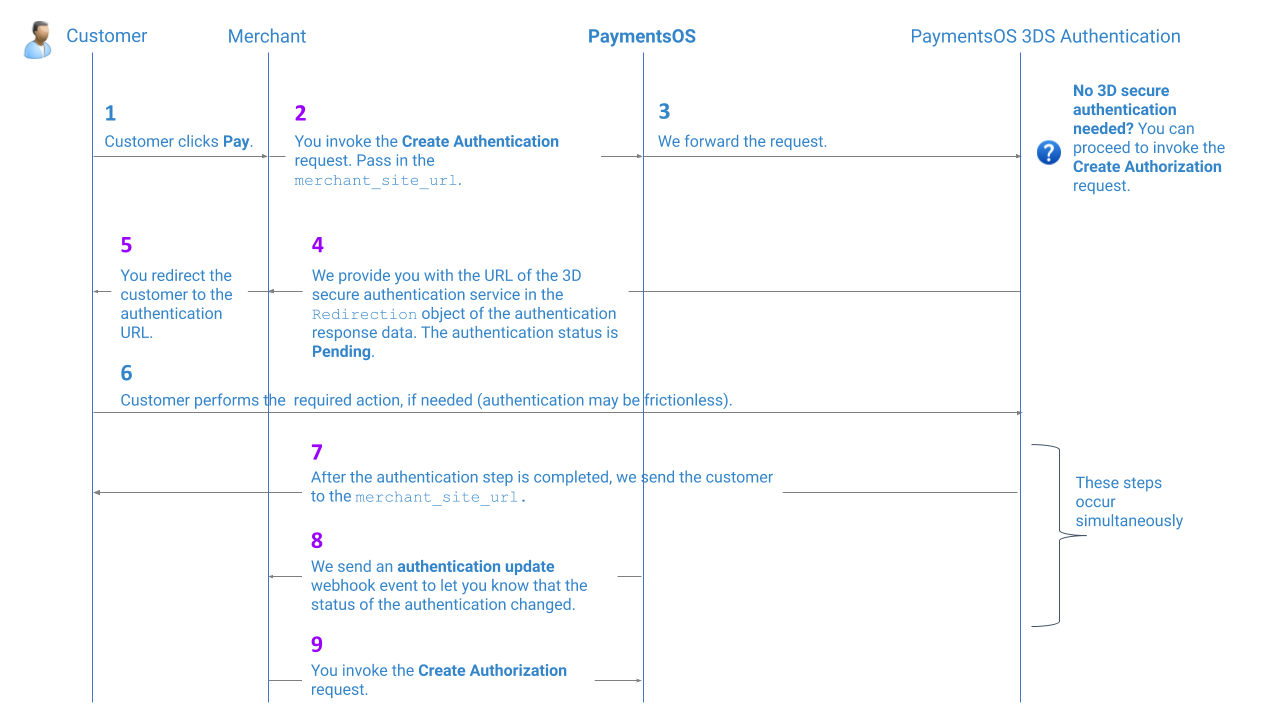 Customer
Merchant
PaymentsOS
PaymentsOS 3DS Authentication
1
Customer clicks Pay.
2
You invoke the Create Authentication
request. Pass in the
merchant_site_url.
3
We forward the request.
?
No 3D secure
authentication
needed? You can
proceed to invoke the
Create Authorization
request.
5
You redirect the
customer to the
authentication
URL.
4
We provide you with the URL of the 3D
secure authentication service in the
Redirection object of the authentication
response data. The authentication status is
Pending.
6
Customer performs the required action, if needed (authentication may be frictionless).
7
After the authentication step is completed, we send the customer
to the merchant_site_url.
These steps
occur
simultaneously
8
We send an authentication update
webhook event to let you know that the
status of the authentication changed.
9
You invoke the Create Authorization
request.